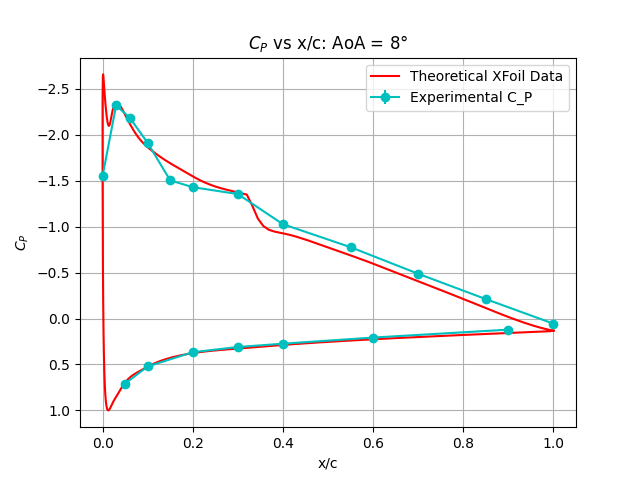 C_P vs x/c: AoA = 8°
Theoretical XFoil Data
Experimental C_P
C_P
−2.5
−2.0
−1.5
−1.0
−0.5
0.0
0.5
1.0
0.0 0.2 0.4 0.6 0.8 1.0
x/c